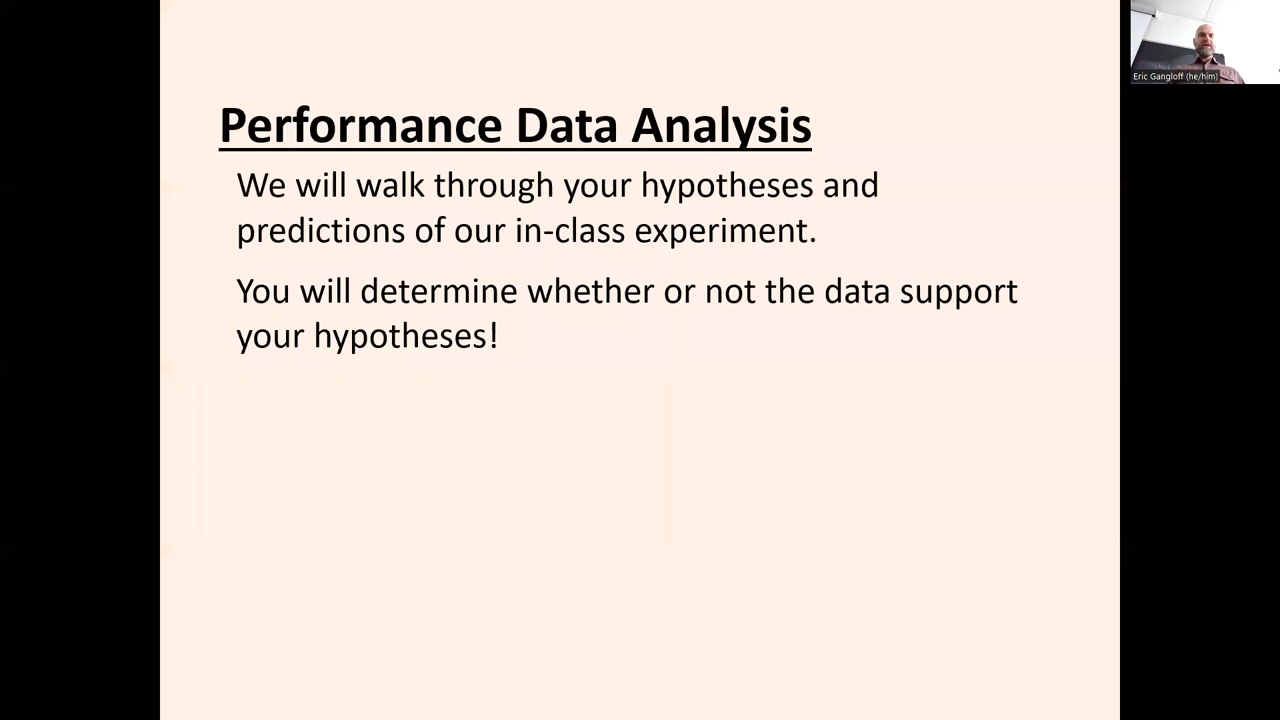 Performance Data Analysis
We will walk through your hypotheses and
predictions of our in-class experiment.
You will determine whether or not the data support
your hypotheses!
Eric Gangloff (he/him)